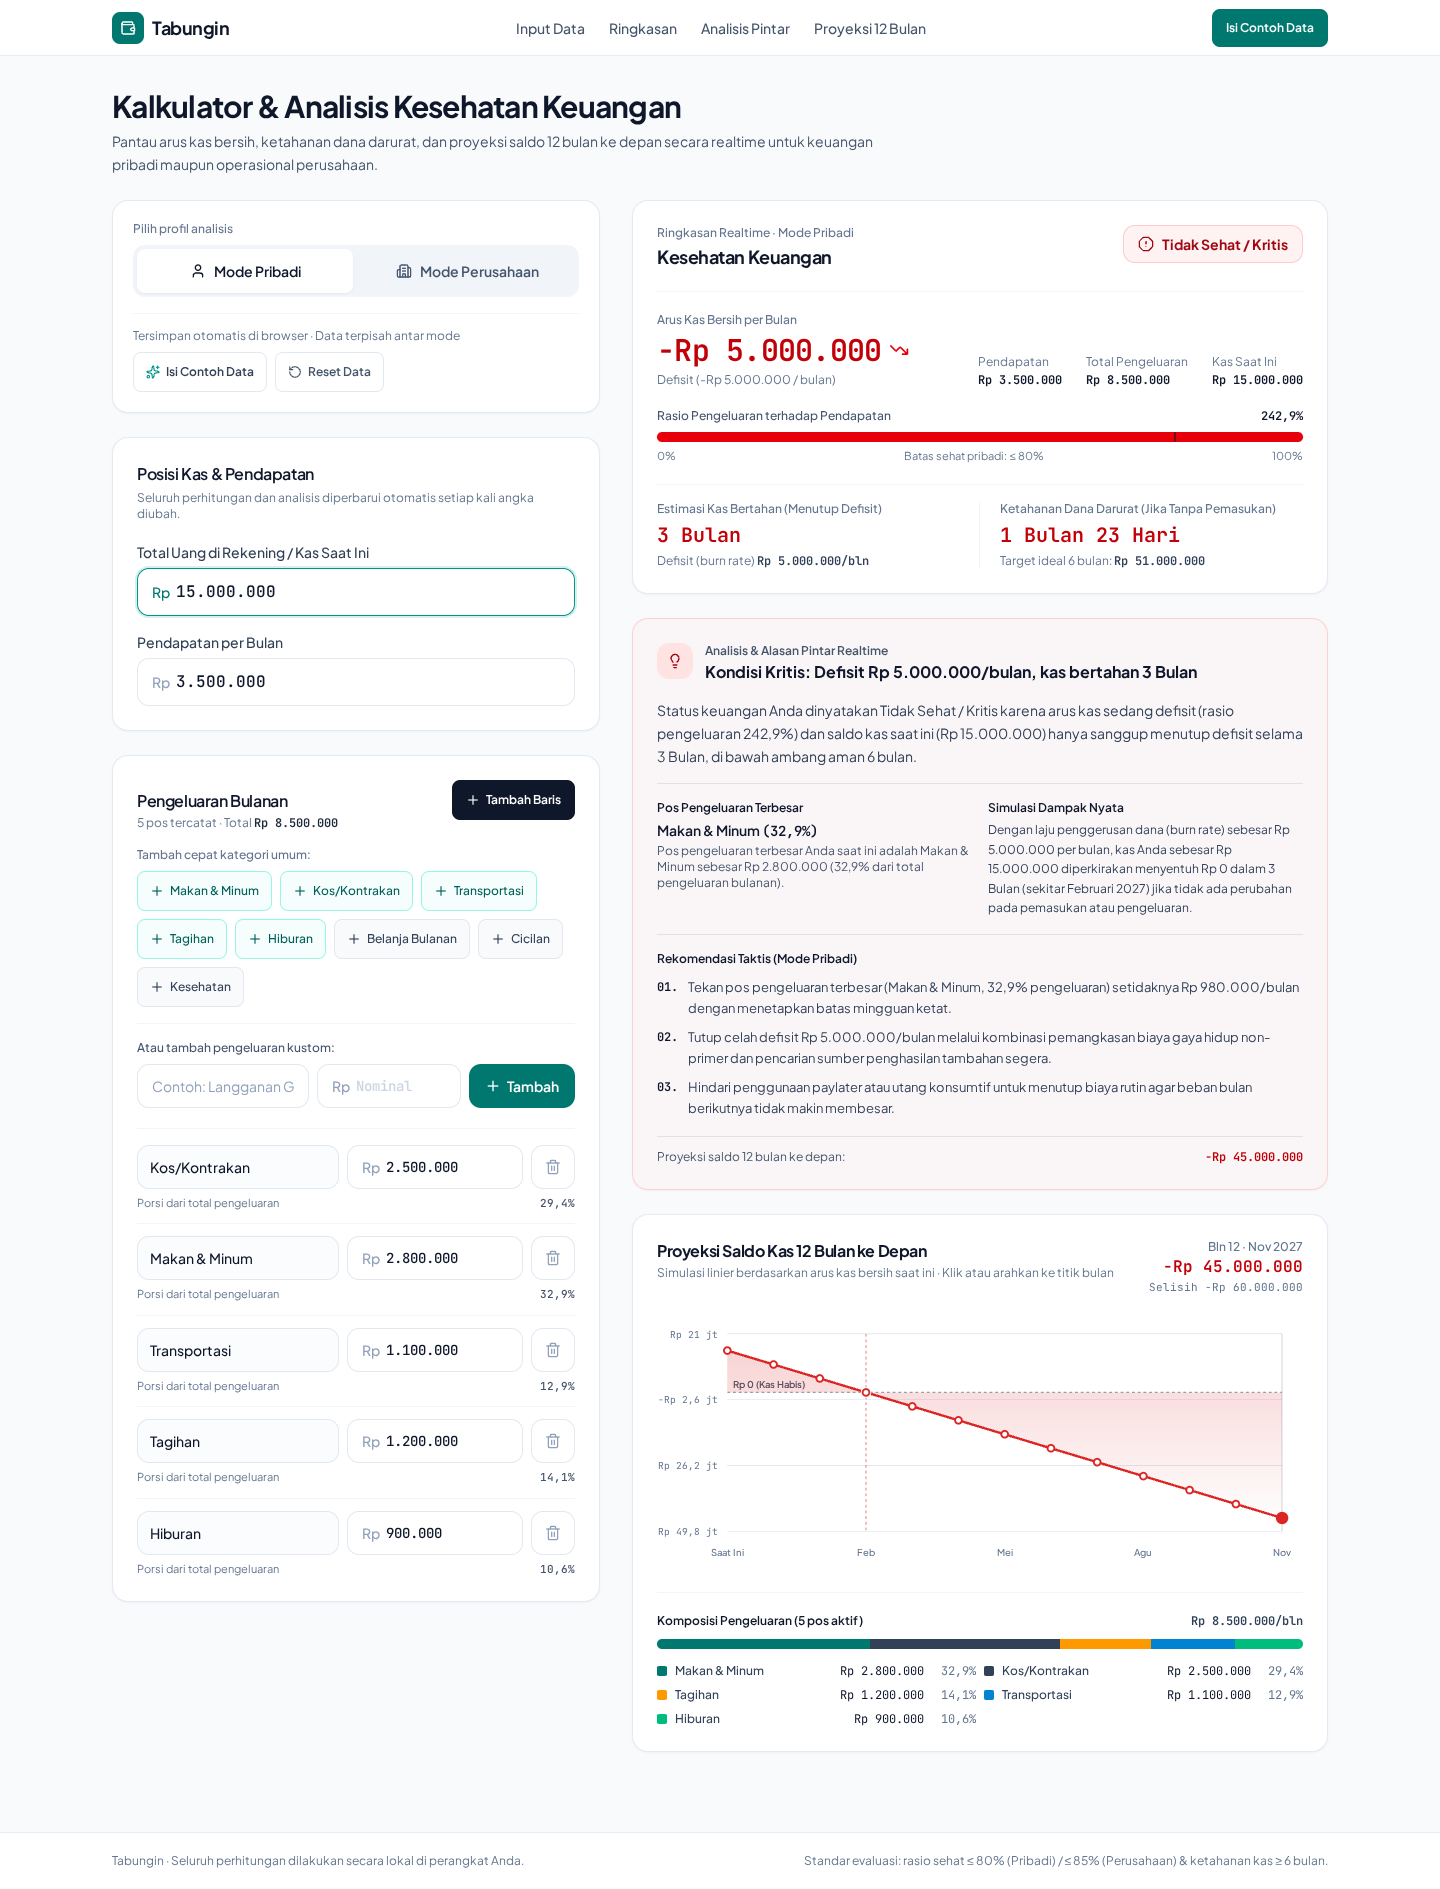 Tabungin
Input Data
Ringkasan
Analisis Pintar
Proyeksi 12 Bulan
Isi Contoh Data
Kalkulator & Analisis Kesehatan Keuangan
Pantau arus kas bersih, ketahanan dana darurat, dan proyeksi saldo 12 bulan ke depan secara realtime untuk keuangan
pribadi maupun operasional perusahaan.
Pilih profil analisis
Mode Pribadi
Mode Perusahaan
Tersimpan otomatis di browser · Data terpisah antar mode
Isi Contoh Data
Reset Data
Posisi Kas & Pendapatan
Seluruh perhitungan dan analisis diperbarui otomatis setiap kali angka
diubah.
Total Uang di Rekening / Kas Saat Ini
Rp 15.000.000
Pendapatan per Bulan
Rp 3.500.000
Pengeluaran Bulanan
5 pos tercatat · Total Rp 8.500.000
Tambah Baris
Tambah cepat kategori umum:
Makan & Minum
Kos/Kontrakan
Transportasi
Tagihan
Hiburan
Belanja Bulanan
Cicilan
Kesehatan
Atau tambah pengeluaran kustom:
Contoh: Langganan G
Rp Nominal
Tambah
Kos/Kontrakan
Rp 2.500.000
Porsi dari total pengeluaran
29,4%
Makan & Minum
Rp 2.800.000
Porsi dari total pengeluaran
32,9%
Transportasi
Rp 1.100.000
Porsi dari total pengeluaran
12,9%
Tagihan
Rp 1.200.000
Porsi dari total pengeluaran
14,1%
Hiburan
Rp 900.000
Porsi dari total pengeluaran
10,6%
Ringkasan Realtime · Mode Pribadi
Kesehatan Keuangan
Tidak Sehat / Kritis
Arus Kas Bersih per Bulan
-Rp 5.000.000
Defisit (-Rp 5.000.000 / bulan)
Pendapatan
Rp 3.500.000
Total Pengeluaran
Rp 8.500.000
Kas Saat Ini
Rp 15.000.000
Rasio Pengeluaran terhadap Pendapatan
242,9%
0%
Batas sehat pribadi: ≤ 80%
100%
Estimasi Kas Bertahan (Menutup Defisit)
3 Bulan
Defisit (burn rate) Rp 5.000.000/bln
Ketahanan Dana Darurat (Jika Tanpa Pemasukan)
1 Bulan 23 Hari
Target ideal 6 bulan: Rp 51.000.000
Analisis & Alasan Pintar Realtime
Kondisi Kritis: Defisit Rp 5.000.000/bulan, kas bertahan 3 Bulan
Status keuangan Anda dinyatakan Tidak Sehat / Kritis karena arus kas sedang defisit (rasio
pengeluaran 242,9%) dan saldo kas saat ini (Rp 15.000.000) hanya sanggup menutup defisit selama
3 Bulan, di bawah ambang aman 6 bulan.
Pos Pengeluaran Terbesar
Makan & Minum (32,9%)
Pos pengeluaran terbesar Anda saat ini adalah Makan &
Minum sebesar Rp 2.800.000 (32,9% dari total
pengeluaran bulanan).
Simulasi Dampak Nyata
Dengan laju penggerusan dana (burn rate) sebesar Rp
5.000.000 per bulan, kas Anda sebesar Rp
15.000.000 diperkirakan menyentuh Rp 0 dalam 3
Bulan (sekitar Februari 2027) jika tidak ada perubahan
pada pemasukan atau pengeluaran.
Rekomendasi Taktis (Mode Pribadi)
01. Tekan pos pengeluaran terbesar (Makan & Minum, 32,9% pengeluaran) setidaknya Rp 980.000/bulan
dengan menetapkan batas mingguan ketat.
02. Tutup celah defisit Rp 5.000.000/bulan melalui kombinasi pemangkasan biaya gaya hidup non-
primer dan pencarian sumber penghasilan tambahan segera.
03. Hindari penggunaan paylater atau utang konsumtif untuk menutup biaya rutin agar beban bulan
berikutnya tidak makin membesar.
Proyeksi saldo 12 bulan ke depan:
-Rp 45.000.000
Proyeksi Saldo Kas 12 Bulan ke Depan
Simulasi linier berdasarkan arus kas bersih saat ini · Klik atau arahkan ke titik bulan
Bln 12 · Nov 2027
-Rp 45.000.000
Selisih -Rp 60.000.000
Rp 21 jt
Rp 0 (Kas Habis)
-Rp 2,6 jt
Rp 26,2 jt
Rp 49,8 jt
Saat Ini
Feb
Mei
Agu
Nov
Komposisi Pengeluaran (5 pos aktif)
Rp 8.500.000/bln
Makan & Minum Rp 2.800.000 32,9%
Kos/Kontrakan Rp 2.500.000 29,4%
Tagihan Rp 1.200.000 14,1%
Transportasi Rp 1.100.000 12,9%
Hiburan Rp 900.000 10,6%
Tabungin · Seluruh perhitungan dilakukan secara lokal di perangkat Anda.
Standar evaluasi: rasio sehat ≤ 80% (Pribadi) / ≤ 85% (Perusahaan) & ketahanan kas ≥ 6 bulan.